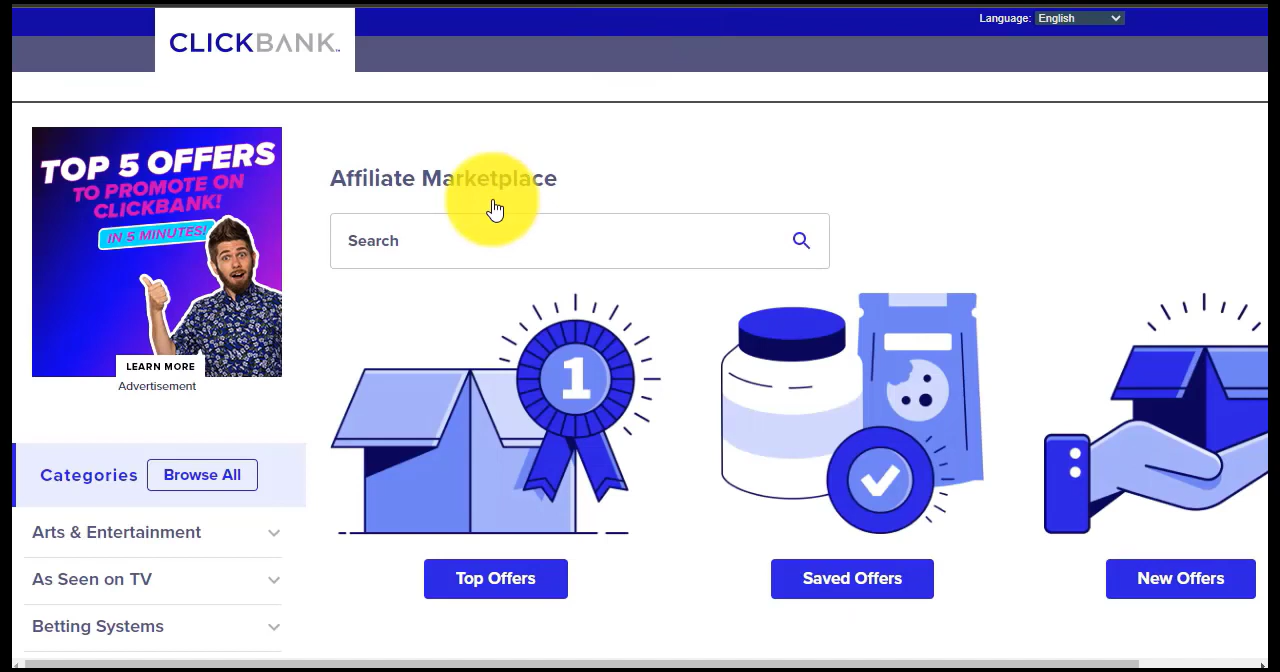 Language: English
CLICKBANK™
TOP 5 OFFERS
TO PROMOTE ON
CLICKBANK!
IN 5 MINUTES!
LEARN MORE
Advertisement
Affiliate Marketplace
Search
1
Top Offers
Saved Offers
New Offers
Categories
Browse All
Arts & Entertainment
As Seen on TV
Betting Systems